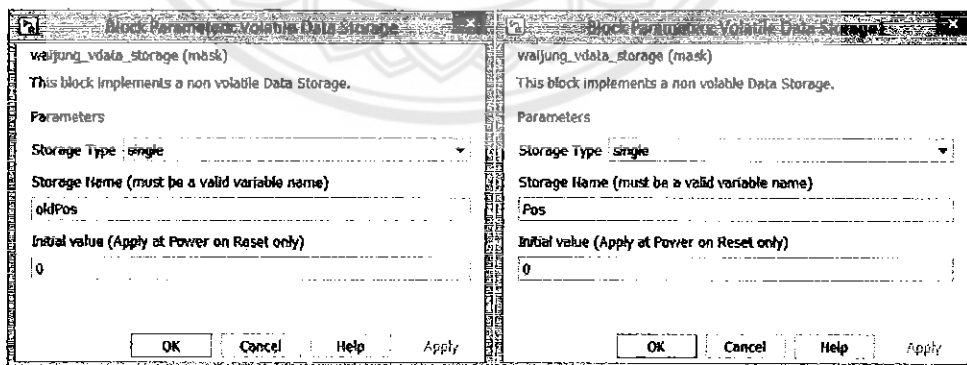 Block Parameters: Volatile Data Storage
waijung_vdata_storage (mask)
This block implements a non volatile Data Storage.
Parameters
Storage Type single
Storage Name (must be a valid variable name)
oldPos
Initial value (Apply at Power on Reset only)
0
OK Cancel Help Apply
Block Parameters: Volatile Data Storage1
waijung_vdata_storage (mask)
This block implements a non volatile Data Storage.
Parameters
Storage Type single
Storage Name (must be a valid variable name)
Pos
Initial value (Apply at Power on Reset only)
0
OK Cancel Help Apply